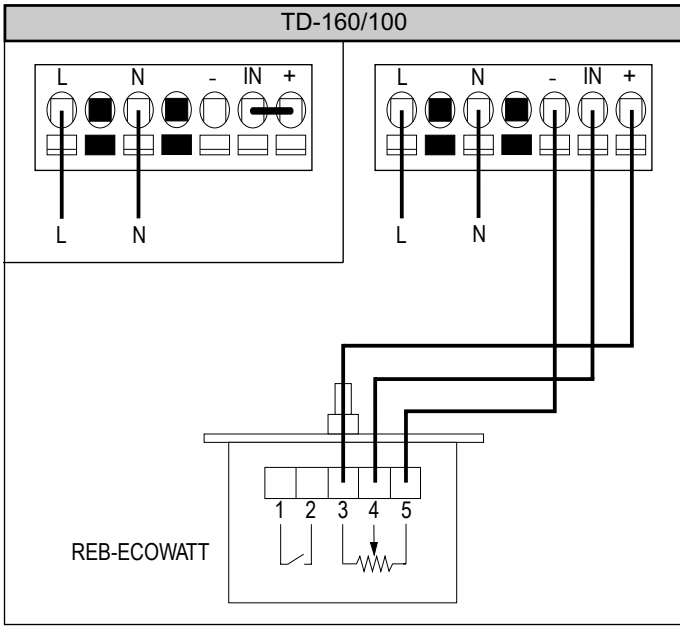 TD-160/100
L N - IN +
L N
L N - IN +
L N
1 2 3 4 5
REB-ECOWATT